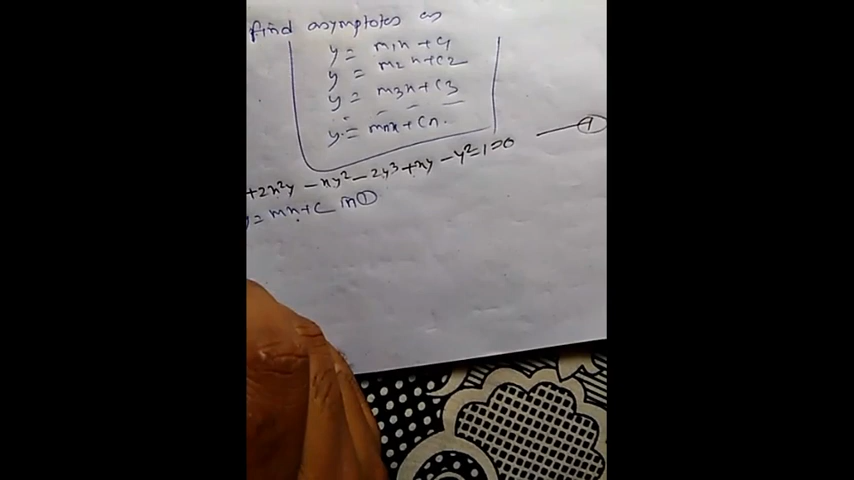 find asymptotes as
y = m1x + c1
y = m2x + c2
y = m3x + c3
y = mnx + cn.
+2x²y - xy² - 2y³ + xy - y² - 1 = 0 — ①
y = mx + c in ①